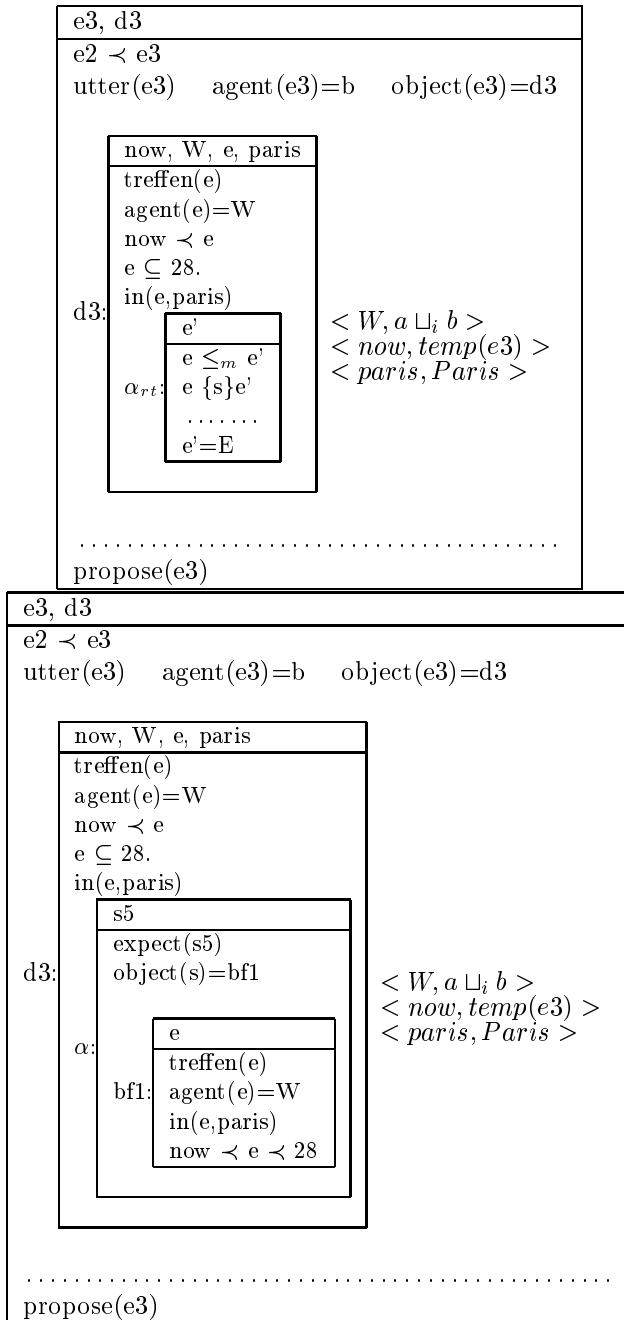 e3, d3
e2 ≺ e3
utter(e3) agent(e3)=b object(e3)=d3
now, W, e, paris
treffen(e)
agent(e)=W
now ≺ e
e ⊆ 28.
in(e,paris)
d3:
e'
e ≤m e'
αrt: e {s}e'
.......
e'=E
< W, a ⊔i b >
< now, temp(e3) >
< paris, Paris >
........................................
propose(e3)
e3, d3
e2 ≺ e3
utter(e3) agent(e3)=b object(e3)=d3
now, W, e, paris
treffen(e)
agent(e)=W
now ≺ e
e ⊆ 28.
in(e,paris)
s5
expect(s5)
d3: object(s)=bf1
α:
e
treffen(e)
bf1: agent(e)=W
in(e,paris)
now ≺ e ≺ 28
< W, a ⊔i b >
< now, temp(e3) >
< paris, Paris >
.................................................
propose(e3)